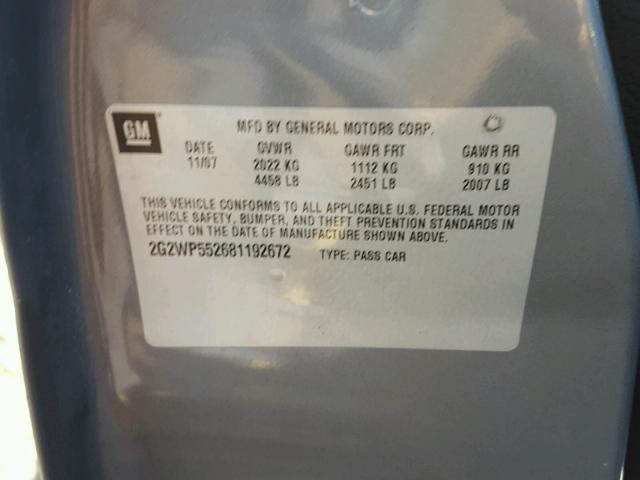 GM
MFD BY GENERAL MOTORS CORP.
DATE GVWR GAWR FRT GAWR RR
11/07 2022 KG 1112 KG 910 KG
4458 LB 2451 LB 2007 LB
THIS VEHICLE CONFORMS TO ALL APPLICABLE U.S. FEDERAL MOTOR
VEHICLE SAFETY, BUMPER, AND THEFT PREVENTION STANDARDS IN
EFFECT ON THE DATE OF MANUFACTURE SHOWN ABOVE.
2G2WP552681192672 TYPE: PASS CAR